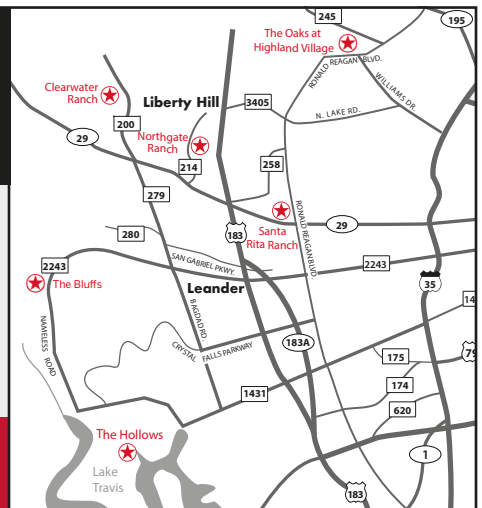 245
195
The Oaks at
Highland Village
RONALD REAGAN BLVD.
WILLIAMS DR.
Clearwater
Ranch
Liberty Hill
3405
N. LAKE RD.
200
29
Northgate
Ranch
214
258
279
Santa
Rita Ranch
RONALD REAGAN BLVD.
29
280
183
SAN GABRIEL PKWY.
2243
2243
The Bluffs
Leander
35
14
NAMELESS ROAD
BAGDAD RD.
CRYSTAL FALLS PARKWAY
183A
175
79
174
1431
620
The Hollows
Lake
Travis
1
183